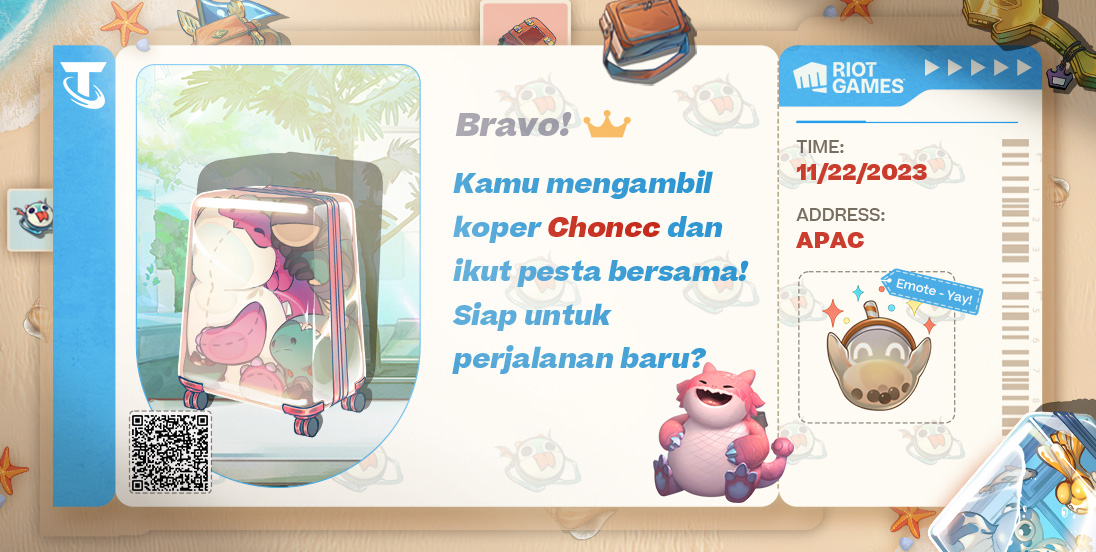 Bravo!
Kamu mengambil
koper Choncc dan
ikut pesta bersama!
Siap untuk
perjalanan baru?
RIOT
GAMES
TIME:
11/22/2023
ADDRESS:
APAC
Emote - Yay!